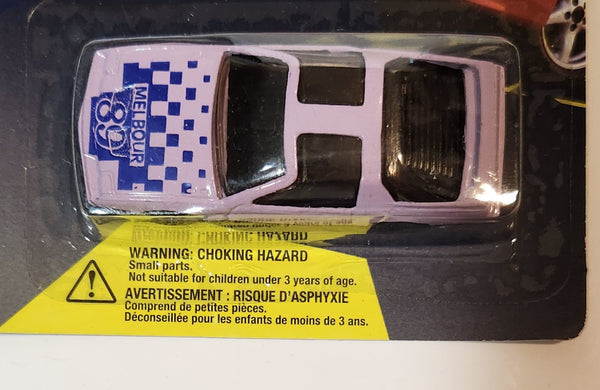 MELBOUR
89
WARNING: CHOKING HAZARD
Small parts.
Not suitable for children under 3 years of age.
AVERTISSEMENT : RISQUE D'ASPHYXIE
Comprend de petites pièces.
Déconseillée pour les enfants de moins de 3 ans.